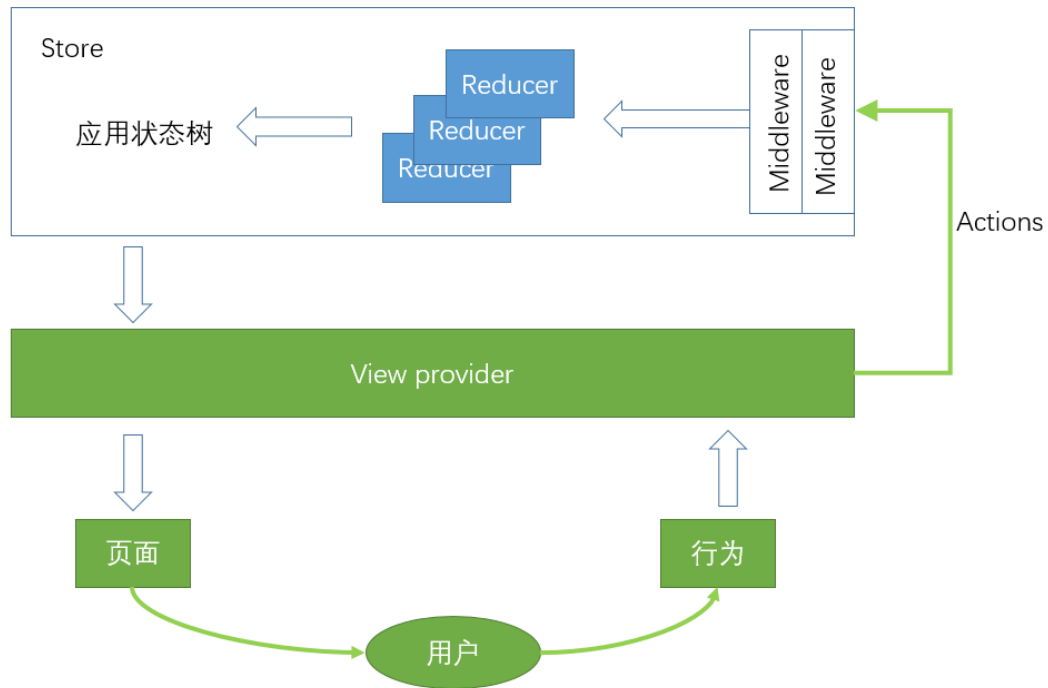 Store
应用状态树
Reducer
Reducer
Reducer
Middleware
Middleware
Actions
View provider
页面
行为
用户